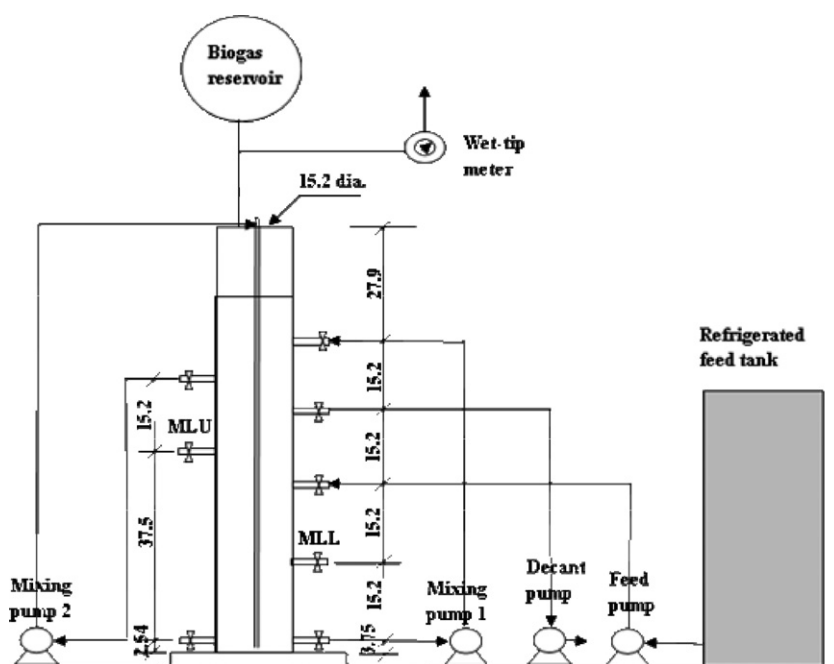 Biogas
reservoir
Wet-tip
meter
15.2 dia.
27.9
Refrigerated
feed tank
15.2
15.2
MLU
15.2
37.5
15.2
MLL
15.2
Mixing
pump 2
Mixing
pump 1
Decant
pump
Feed
pump
2.54
3.75